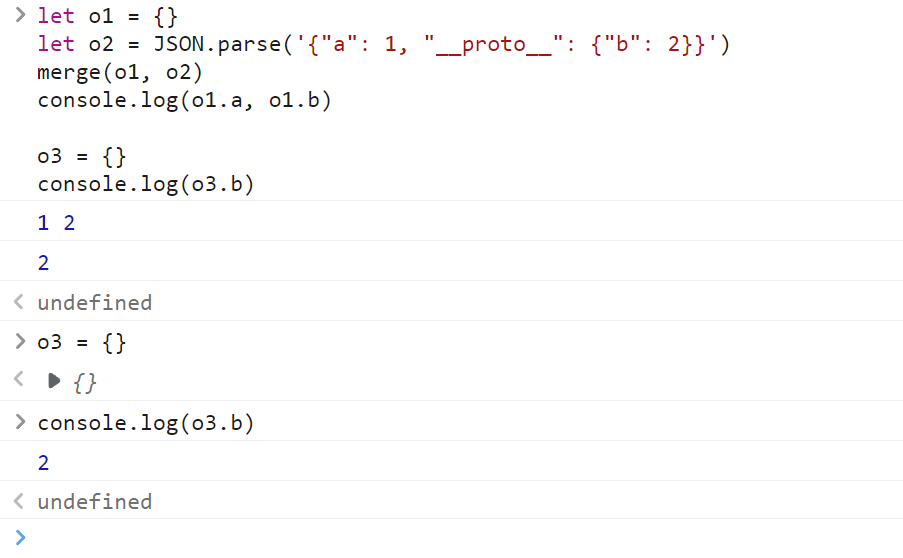 let o1 = {}
let o2 = JSON.parse('{"a": 1, "__proto__": {"b": 2}}')
merge(o1, o2)
console.log(o1.a, o1.b)
o3 = {}
console.log(o3.b)
1 2
2
undefined
o3 = {}
{}
console.log(o3.b)
2
undefined